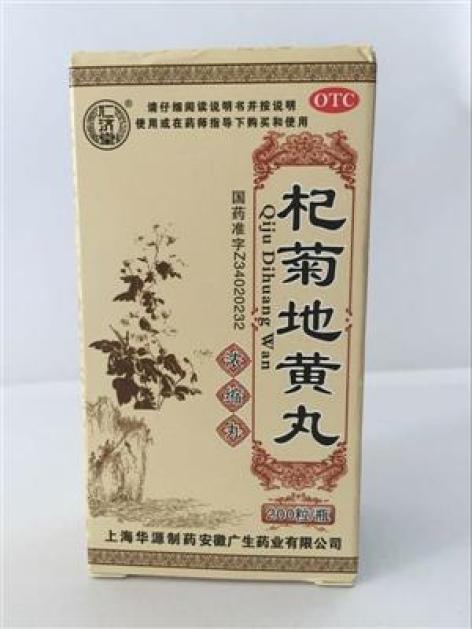 请仔细阅读说明书并按说明
使用或在药师指导下购买和使用
OTC
汇济堂®
杞菊地黄丸
Qiju Dihuang Wan
国药准字Z34020232
浓缩丸
200粒/瓶
上海华源制药安徽广生药业有限公司